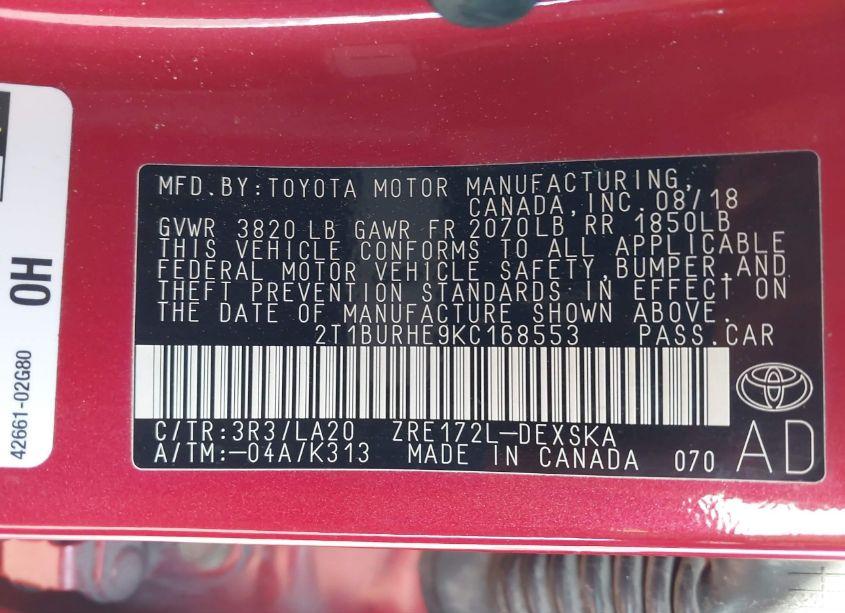 MFD.BY:TOYOTA MOTOR MANUFACTURING,
CANADA, INC. 08/18
GVWR 3820 LB GAWR FR 2070LB RR 1850LB
THIS VEHICLE CONFORMS TO ALL APPLICABLE
FEDERAL MOTOR VEHICLE SAFETY,BUMPER,AND
THEFT PREVENTION STANDARDS IN EFFECT ON
THE DATE OF MANUFACTURE SHOWN ABOVE.
2T1BURHE9KC168553 PASS.CAR
C/TR:3R3/LA20 ZRE172L-DEXSKA
A/TM:-04A/K313 MADE IN CANADA 070
AD
0H
42661-02G80